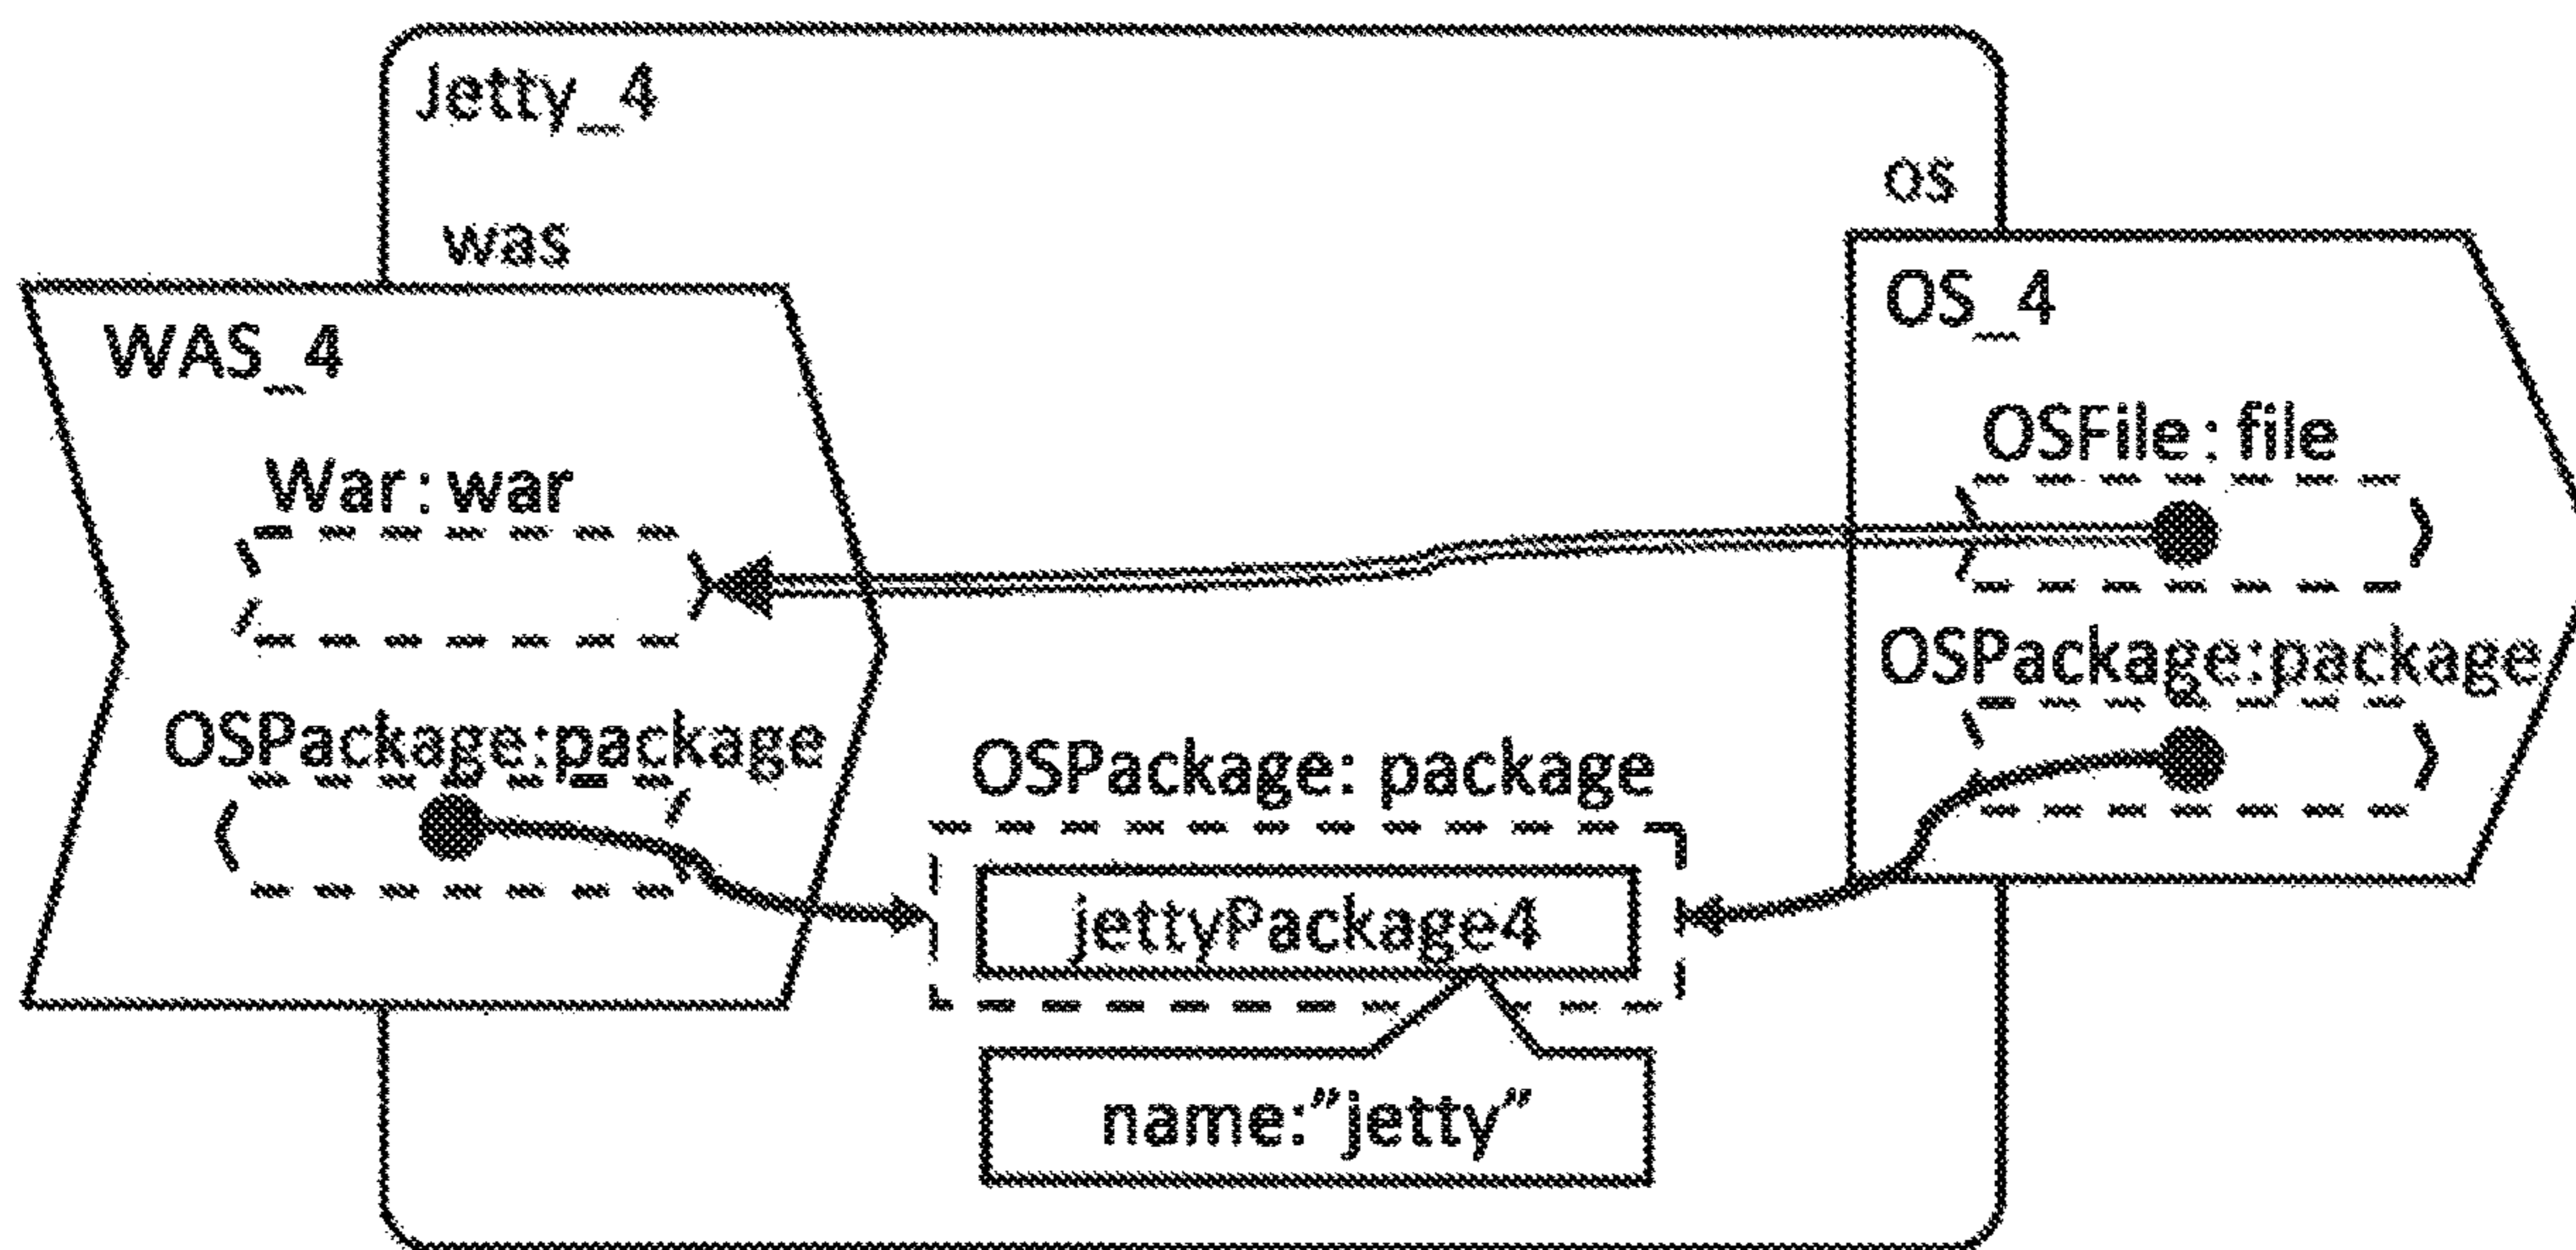 Jetty_4
os
was
OS_4
WAS_4
OSFile : file
War : war
OSPackage:package
OSPackage:package
OSPackage: package
jettyPackage4
name:”jetty”